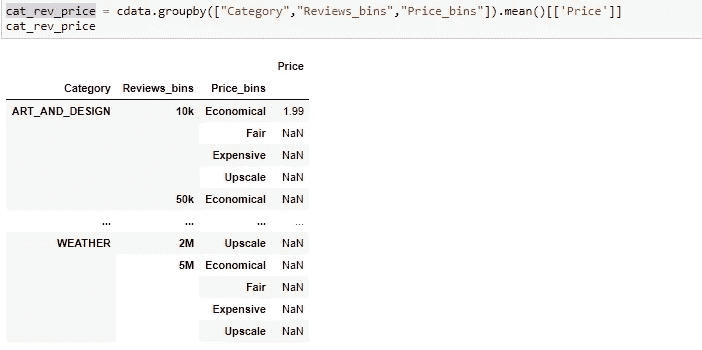 cat_rev_price = cdata.groupby(["Category","Reviews_bins","Price_bins"]).mean()[['Price']]
cat_rev_price
Price
Category Reviews_bins Price_bins
ART_AND_DESIGN 10k Economical 1.99
Fair NaN
Expensive NaN
Upscale NaN
50k Economical NaN
... ... ... ...
WEATHER 2M Upscale NaN
5M Economical NaN
Fair NaN
Expensive NaN
Upscale NaN